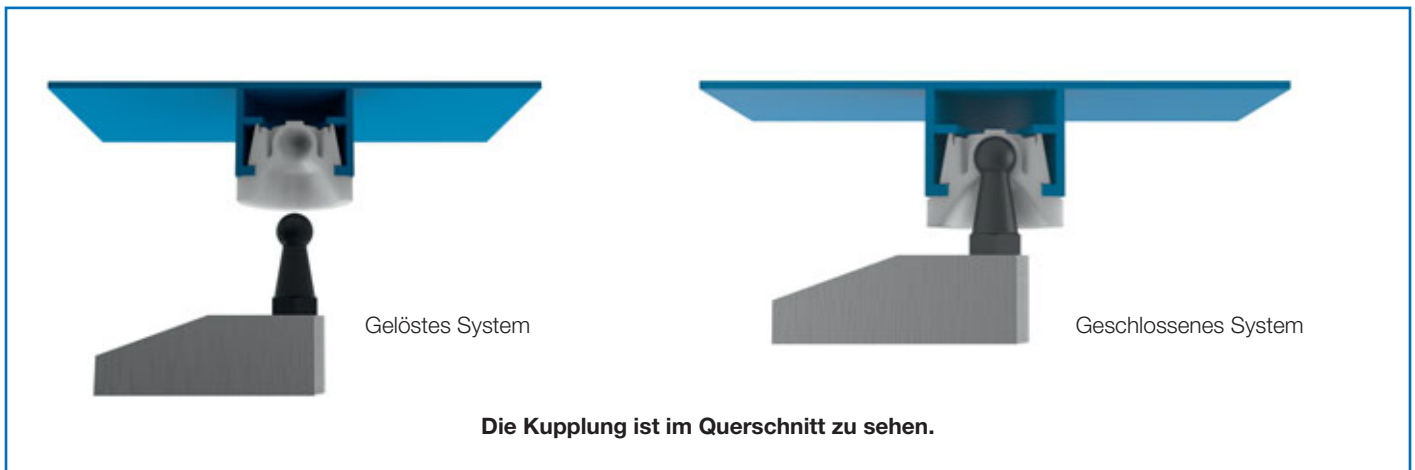 Gelöstes System
Geschlossenes System
Die Kupplung ist im Querschnitt zu sehen.